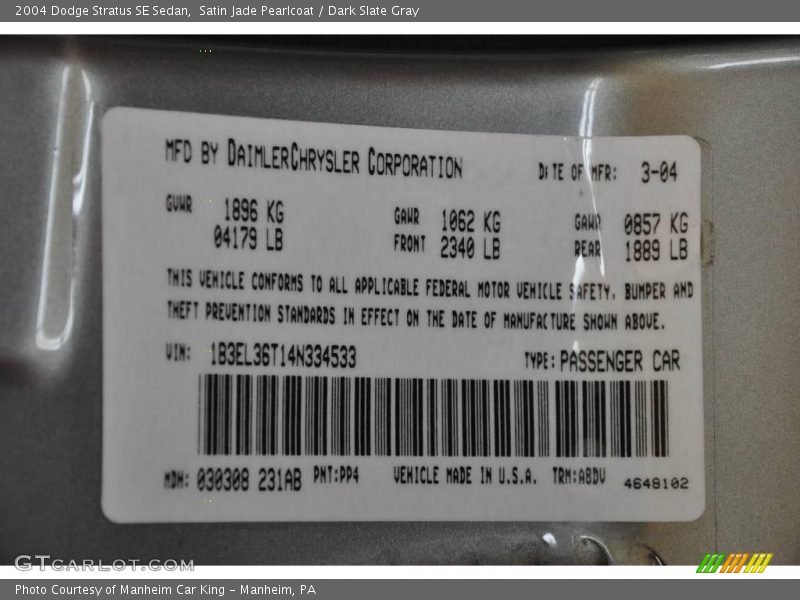 2004 Dodge Stratus SE Sedan,  Satin Jade Pearlcoat / Dark Slate Gray
MFD BY DAIMLERCHRYSLER CORPORATION DATE OF MFR: 3-04
GVWR 1896 KG GAWR 1062 KG GAWR 0857 KG
04179 LB FRONT 2340 LB REAR 1889 LB
THIS VEHICLE CONFORMS TO ALL APPLICABLE FEDERAL MOTOR VEHICLE SAFETY, BUMPER AND
THEFT PREVENTION STANDARDS IN EFFECT ON THE DATE OF MANUFACTURE SHOWN ABOVE.
VIN: 1B3EL36T14N334533 TYPE: PASSENGER CAR
MDH: 030308 231AB PNT:PP4 VEHICLE MADE IN U.S.A. TRM:ABDV 4648102
GTCARLOT.COM
Photo Courtesy of Manheim Car King – Manheim, PA